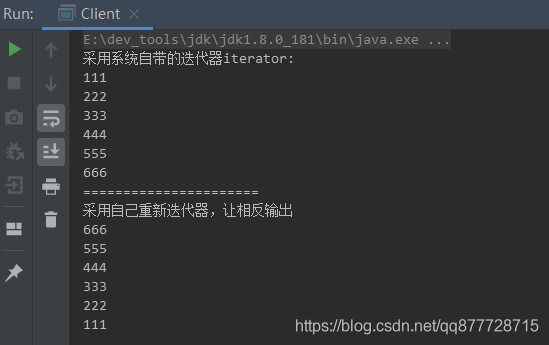 Run:
Client
E:\dev_tools\jdk\jdk1.8.0_181\bin\java.exe ...
采用系统自带的迭代器iterator:
111
222
333
444
555
666
======================
采用自己重新迭代器，让相反输出
666
555
444
333
222
111
https://blog.csdn.net/qq877728715